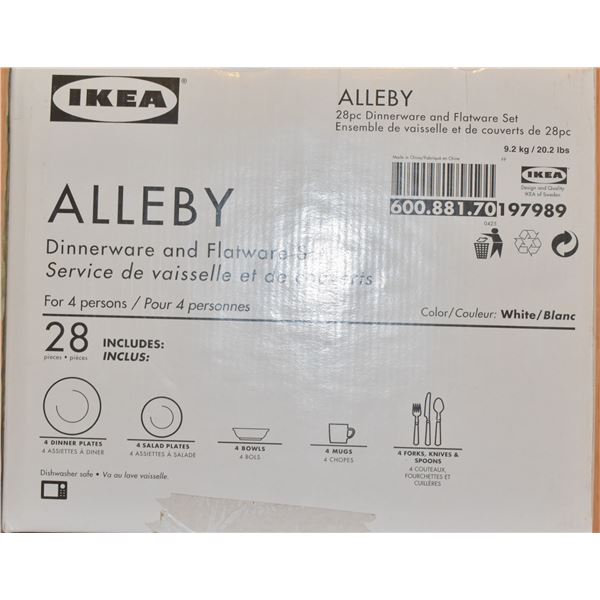 IKEA
ALLEBY
28pc Dinnerware and Flatware Set
Ensemble de vaisselle et de couverts de 28pc
9.2 kg / 20.2 lbs
Made in China/Fabriqué en Chine
FF
IKEA
Design and Quality
IKEA of Sweden
600.881.70 197989
0425
ALLEBY
Dinnerware and Flatware S
Service de vaisselle et de couverts
For 4 persons / Pour 4 personnes
Color/Couleur: White/Blanc
28
pieces • pièces
INCLUDES:
INCLUS:
4 DINNER PLATES
4 ASSIETTES À DINER
4 SALAD PLATES
4 ASSIETTES À SALADE
4 BOWLS
4 BOLS
4 MUGS
4 CHOPES
4 FORKS, KNIVES &
SPOONS
4 COUTEAUX,
FOURCHETTES ET
CUILLÈRES
Dishwasher safe • Va au lave vaisselle.